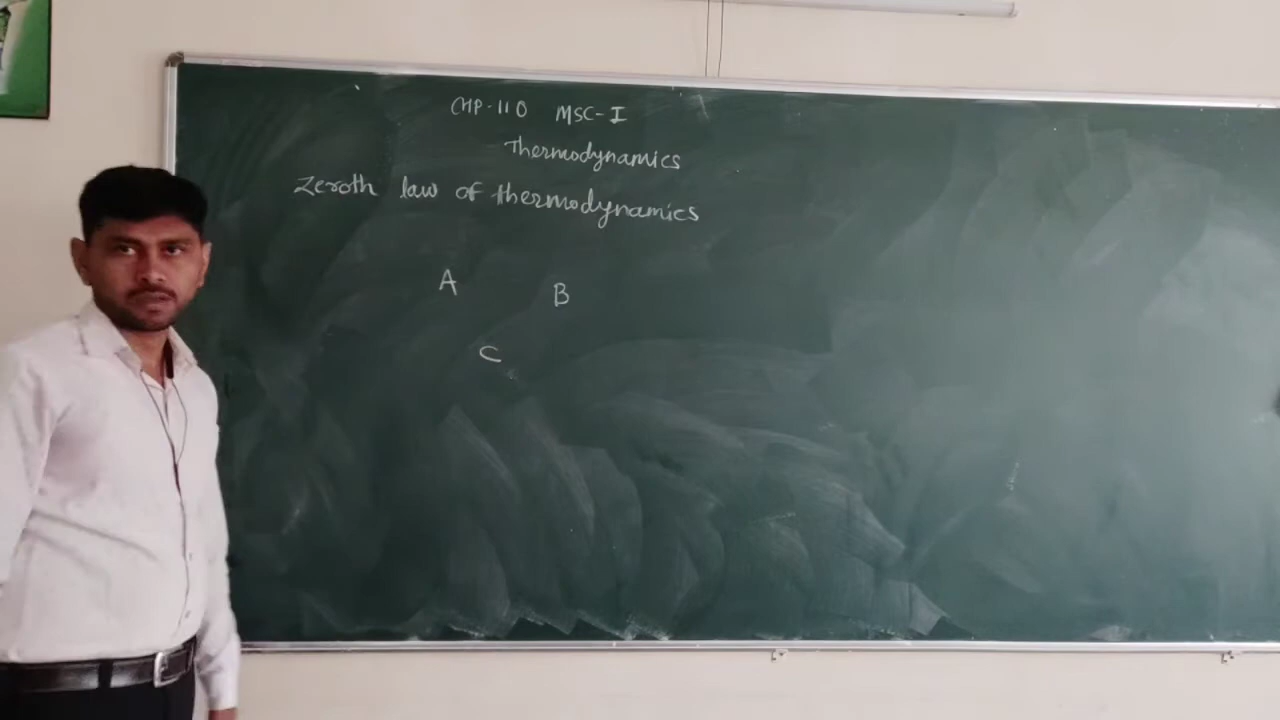 CHP-110 MSC-I
Thermodynamics
Zeroth law of thermodynamics
A B
C